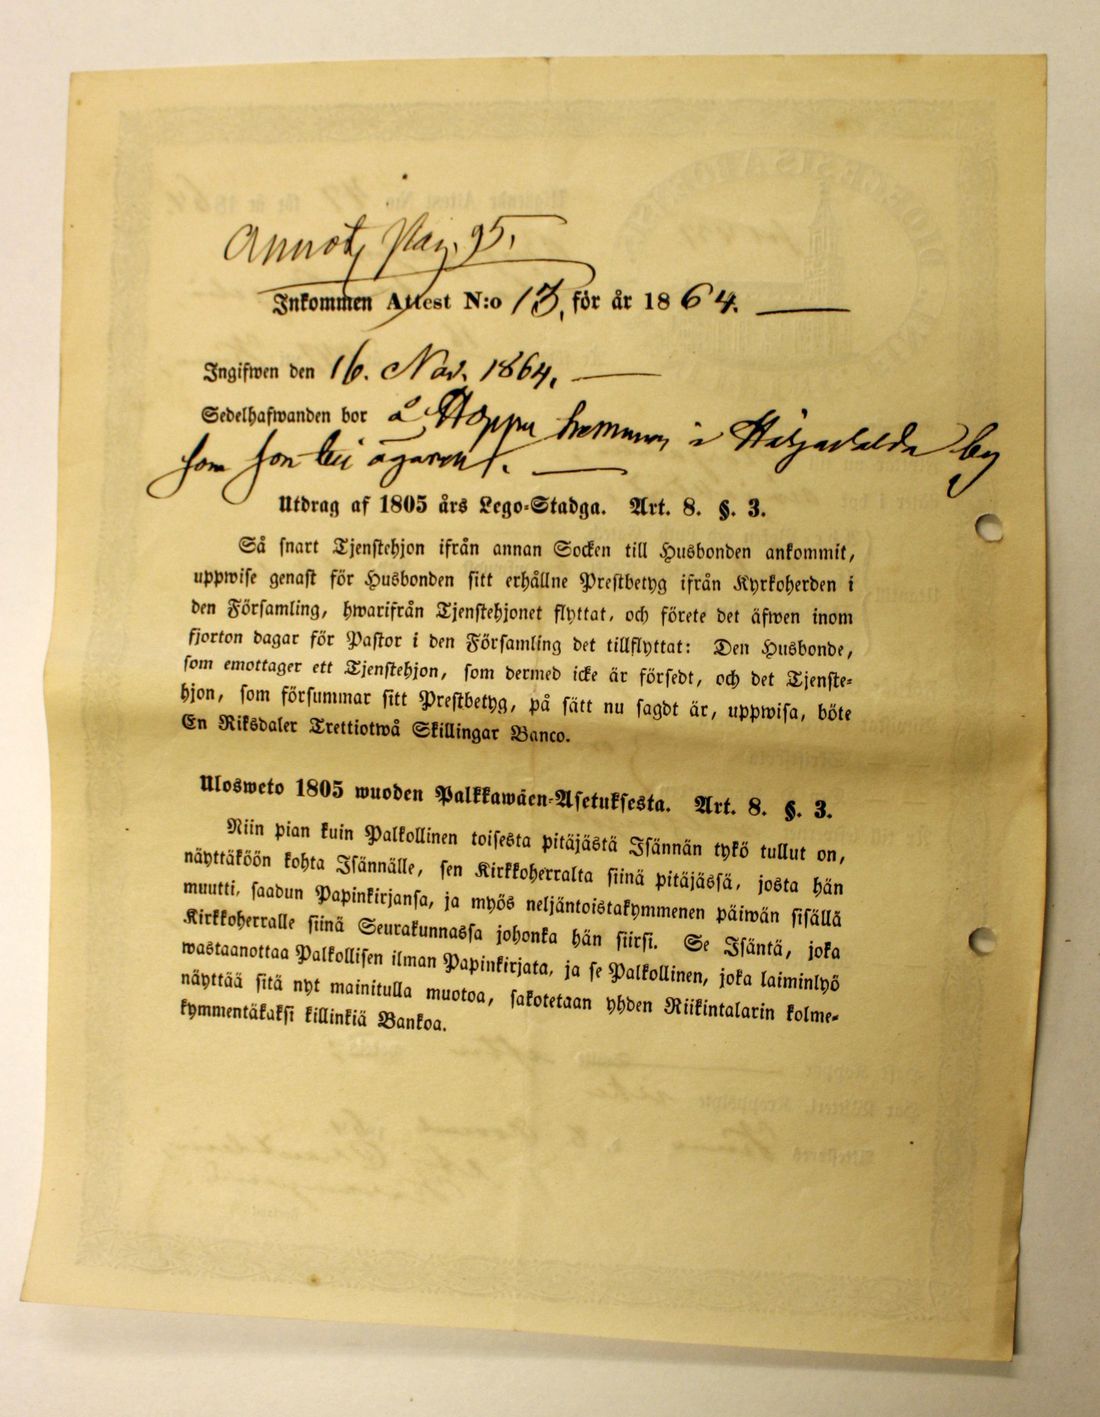 Annot. Pag. 95.
Inkommen Attest N:o 13, för år 1864.
Ingifwen den 16. Nov. 1864.
Sedelhafwanden bor å hemman i by
som ägaren.
Utdrag af 1805 års Lego-Stadga. Art. 8. §. 3.
Så snart Tjenstehjon ifrån annan Socken till Husbonden ankommit,
uppwise genast för Husbonden sitt erhållne Prestbetyg ifrån Kyrkoherden i
den Församling, hwarifrån Tjenstehjonet flyttat, och förete det äfwen inom
fjorton dagar för Pastor i den Församling det tillflyttat: Den Husbonde,
som emottager ett Tjenstehjon, som dermed icke är försedt, och det Tjenste-
hjon, som försummar sitt Prestbetyg, på sätt nu sagdt är, uppwisa, böte
En Riksdaler Trettiotwå Skillingar Banco.
Ulosweto 1805 wuoden Palkkawäen-Asetuksesta. Art. 8. §. 3.
Niin pian kuin Palkollinen toisesta pitäjästä Isännän tykö tullut on,
näyttäköön kohta Isännälle, sen Kirkkoherralta siinä pitäjässä, josta hän
muutti, saadun Papinkirjansa, ja myös neljäntoistakymmenen päiwän sisällä
Kirkkoherralle siinä Seurakunnassa johonka hän siirsi. Se Isäntä, joka
wastaanottaa Palkollisen ilman Papinkirjata, ja se Palkollinen, joka laiminlyö
näyttää sitä nyt mainitulla muotoa, sakotetaan yhden Riikintalarin kolme-
kymmentäkaksi killinkiä Bankoa.